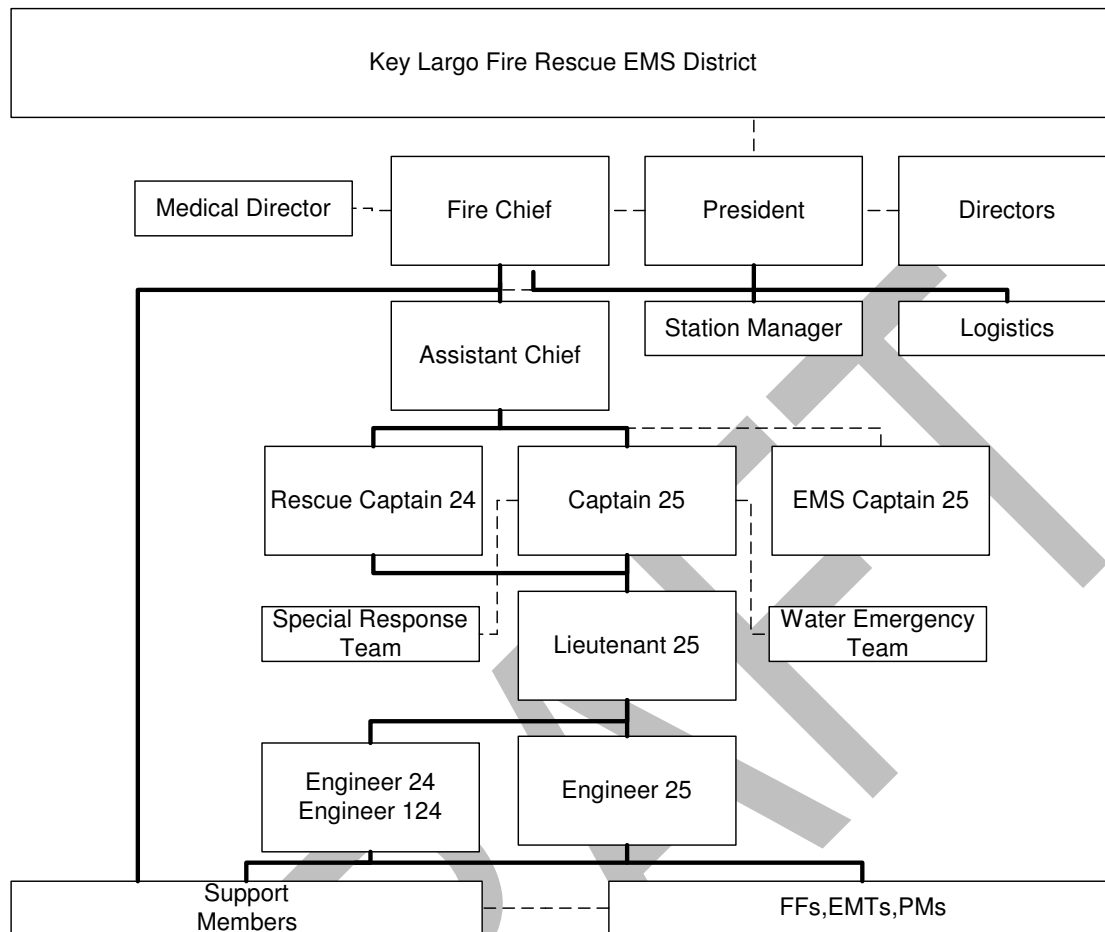 Key Largo Fire Rescue EMS District
Medical Director
Fire Chief
President
Directors
Station Manager
Logistics
Assistant Chief
Rescue Captain 24
Captain 25
EMS Captain 25
Special Response
Team
Lieutenant 25
Water Emergency
Team
Engineer 24
Engineer 124
Engineer 25
Support
Members
FFs,EMTs,PMs
DRAFT